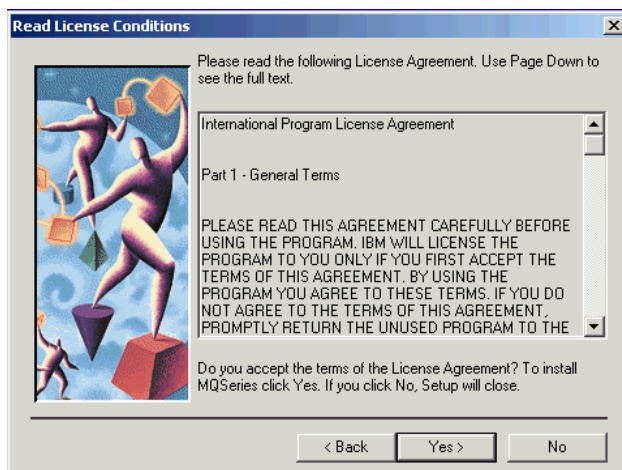 Read License Conditions
Please read the following License Agreement. Use Page Down to
see the full text.
International Program License Agreement
Part 1 - General Terms
PLEASE READ THIS AGREEMENT CAREFULLY BEFORE
USING THE PROGRAM. IBM WILL LICENSE THE
PROGRAM TO YOU ONLY IF YOU FIRST ACCEPT THE
TERMS OF THIS AGREEMENT. BY USING THE
PROGRAM YOU AGREE TO THESE TERMS. IF YOU DO
NOT AGREE TO THE TERMS OF THIS AGREEMENT,
PROMPTLY RETURN THE UNUSED PROGRAM TO THE
Do you accept the terms of the License Agreement? To install
MQSeries click Yes. If you click No, Setup will close.
< Back
Yes >
No